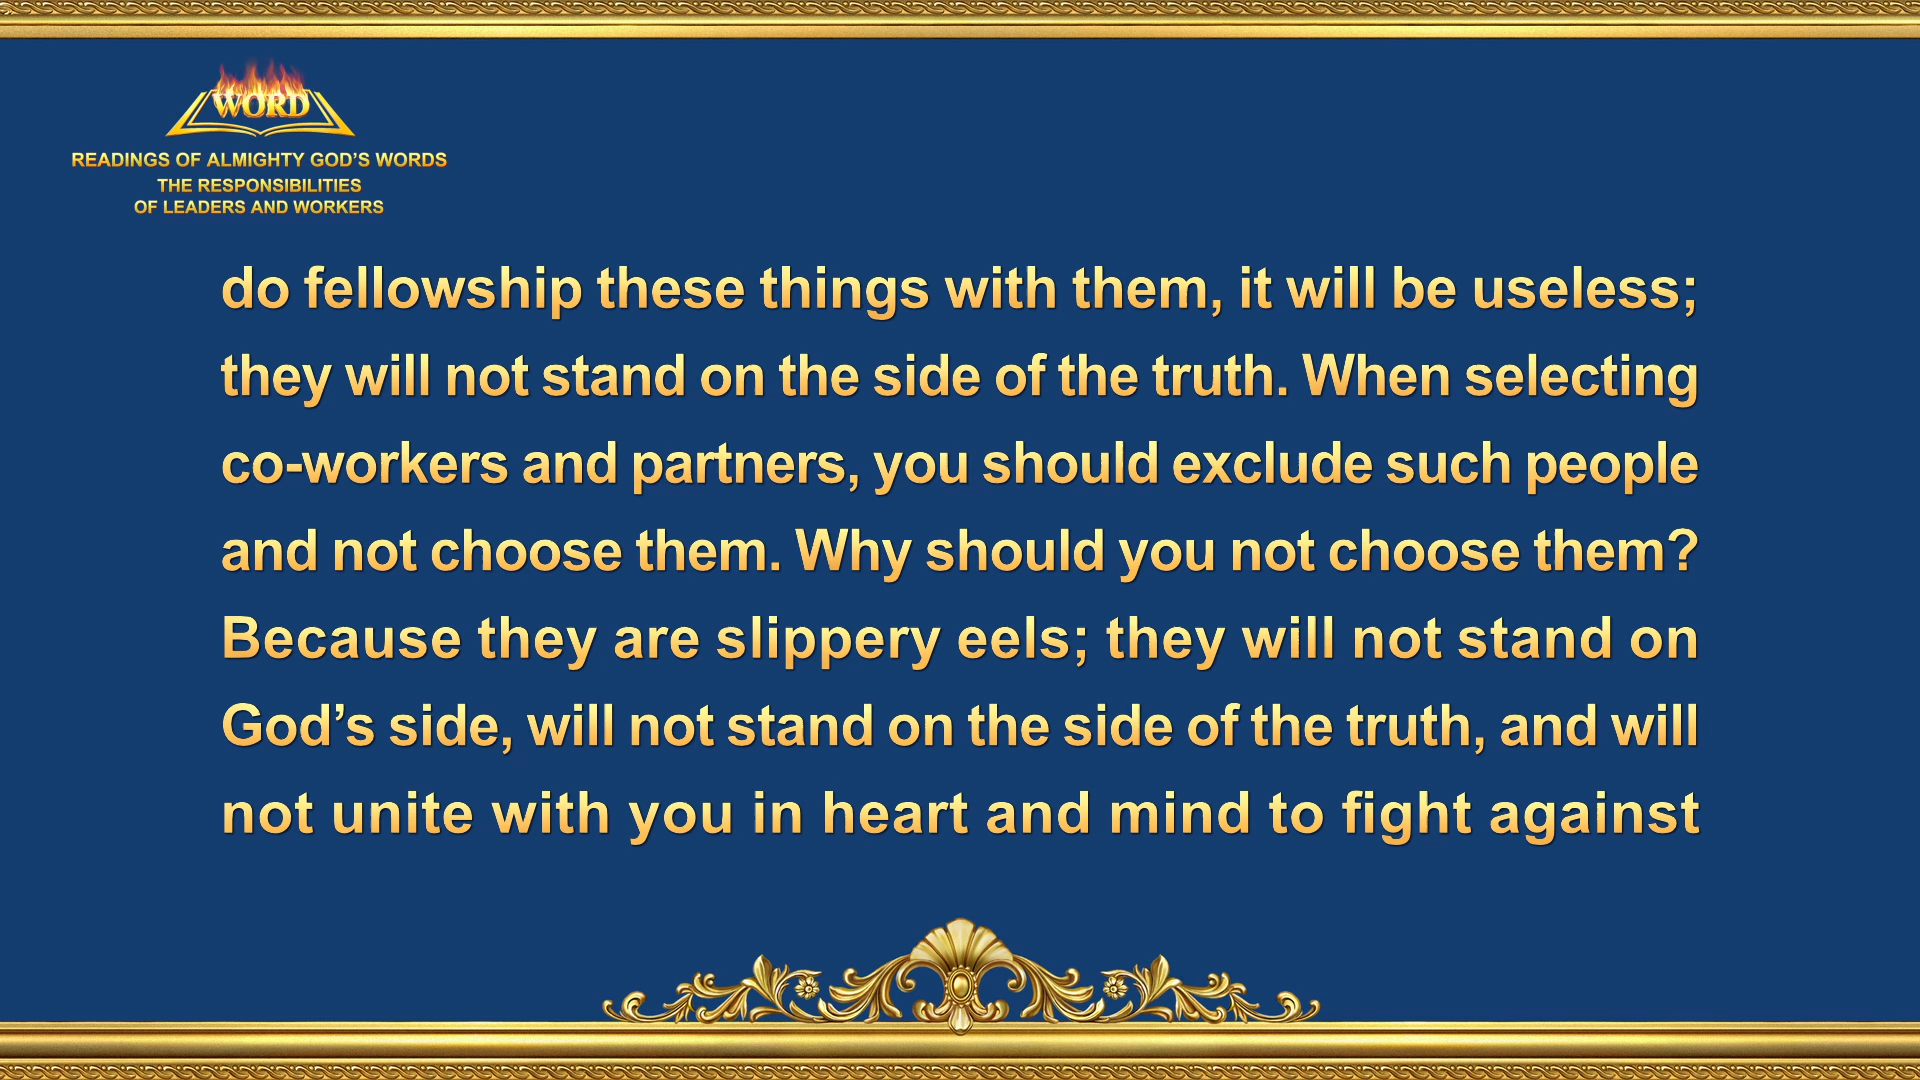 WORD
READINGS OF ALMIGHTY GOD'S WORDS
THE RESPONSIBILITIES
OF LEADERS AND WORKERS
do fellowship these things with them, it will be useless;
they will not stand on the side of the truth. When selecting
co-workers and partners, you should exclude such people
and not choose them. Why should you not choose them?
Because they are slippery eels; they will not stand on
God's side, will not stand on the side of the truth, and will
not unite with you in heart and mind to fight against